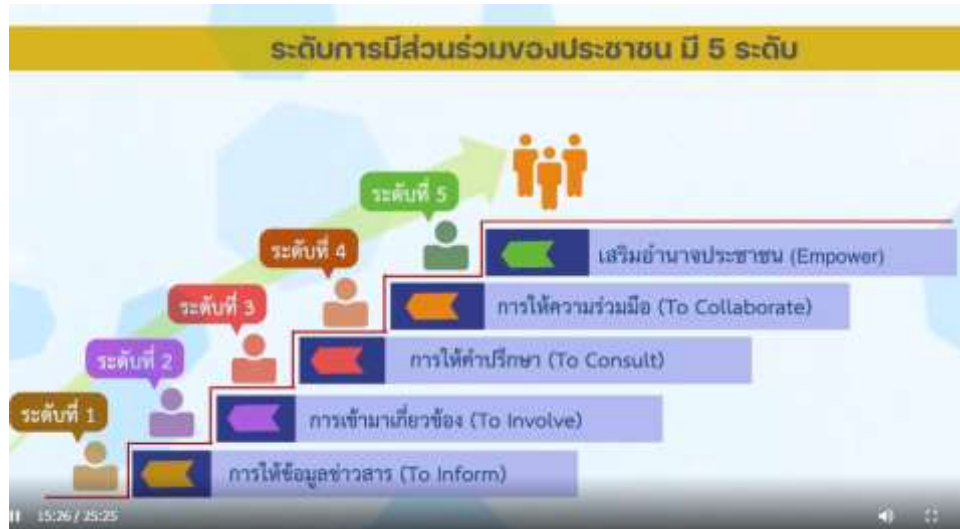 ระดับการมีส่วนร่วมของประชาชน มี 5 ระดับ
ระดับที่ 5
เสริมอำนาจประชาชน (Empower)
ระดับที่ 4
การให้ความร่วมมือ (To Collaborate)
ระดับที่ 3
การให้คำปรึกษา (To Consult)
ระดับที่ 2
การเข้ามาเกี่ยวข้อง (To Involve)
ระดับที่ 1
การให้ข้อมูลข่าวสาร (To Inform)
15:26 / 25:25